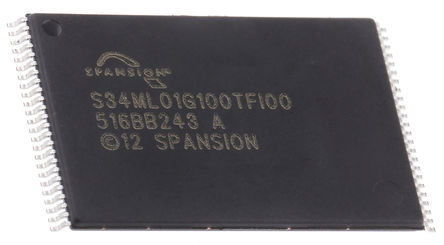 SPANSION
S34ML01G100TFI00
516BB243 A
©12 SPANSION